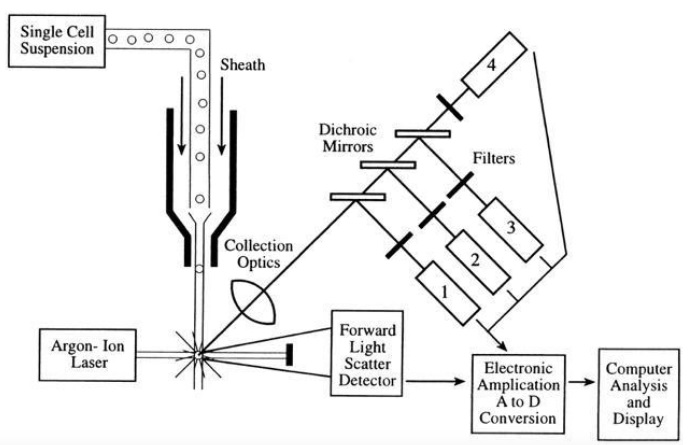 Single Cell
Suspension
Sheath
4
Dichroic
Mirrors
Filters
3
2
1
Collection
Optics
Argon- Ion
Laser
Forward
Light
Scatter
Detector
Electronic
Amplication
A to D
Conversion
Computer
Analysis
and
Display